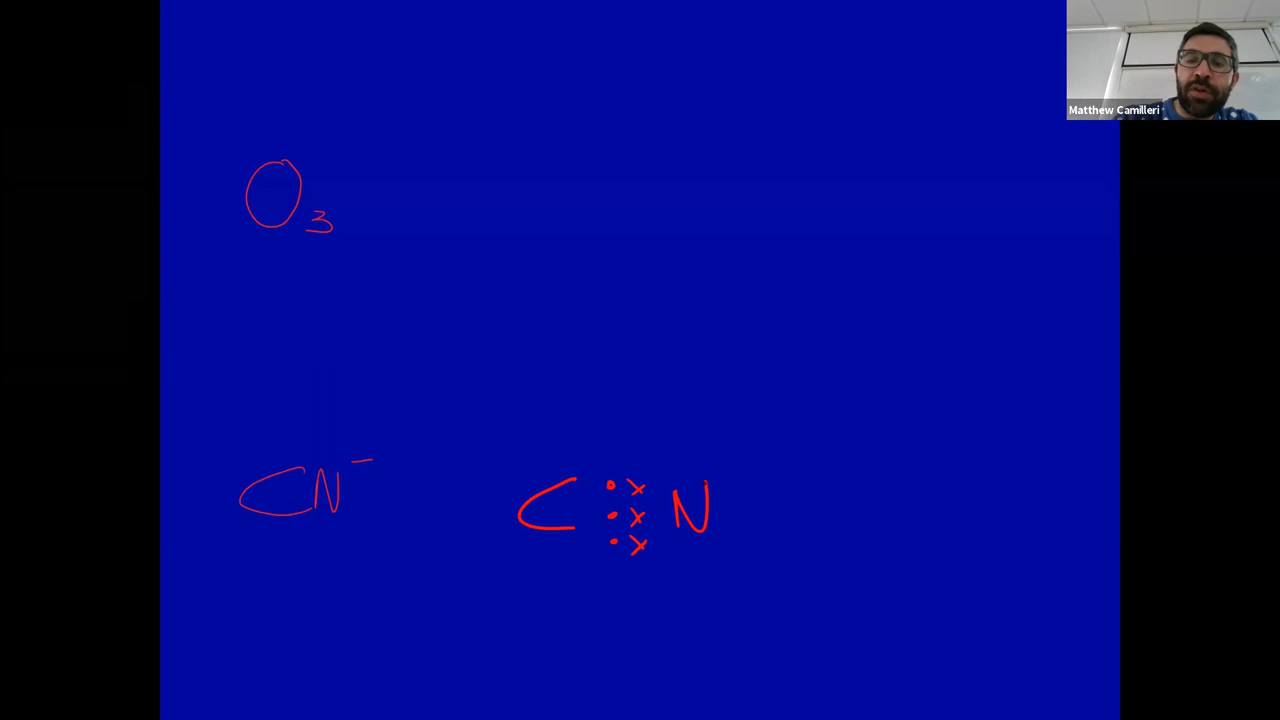 Matthew Camilleri
O3
CN−
C •x •x •x N